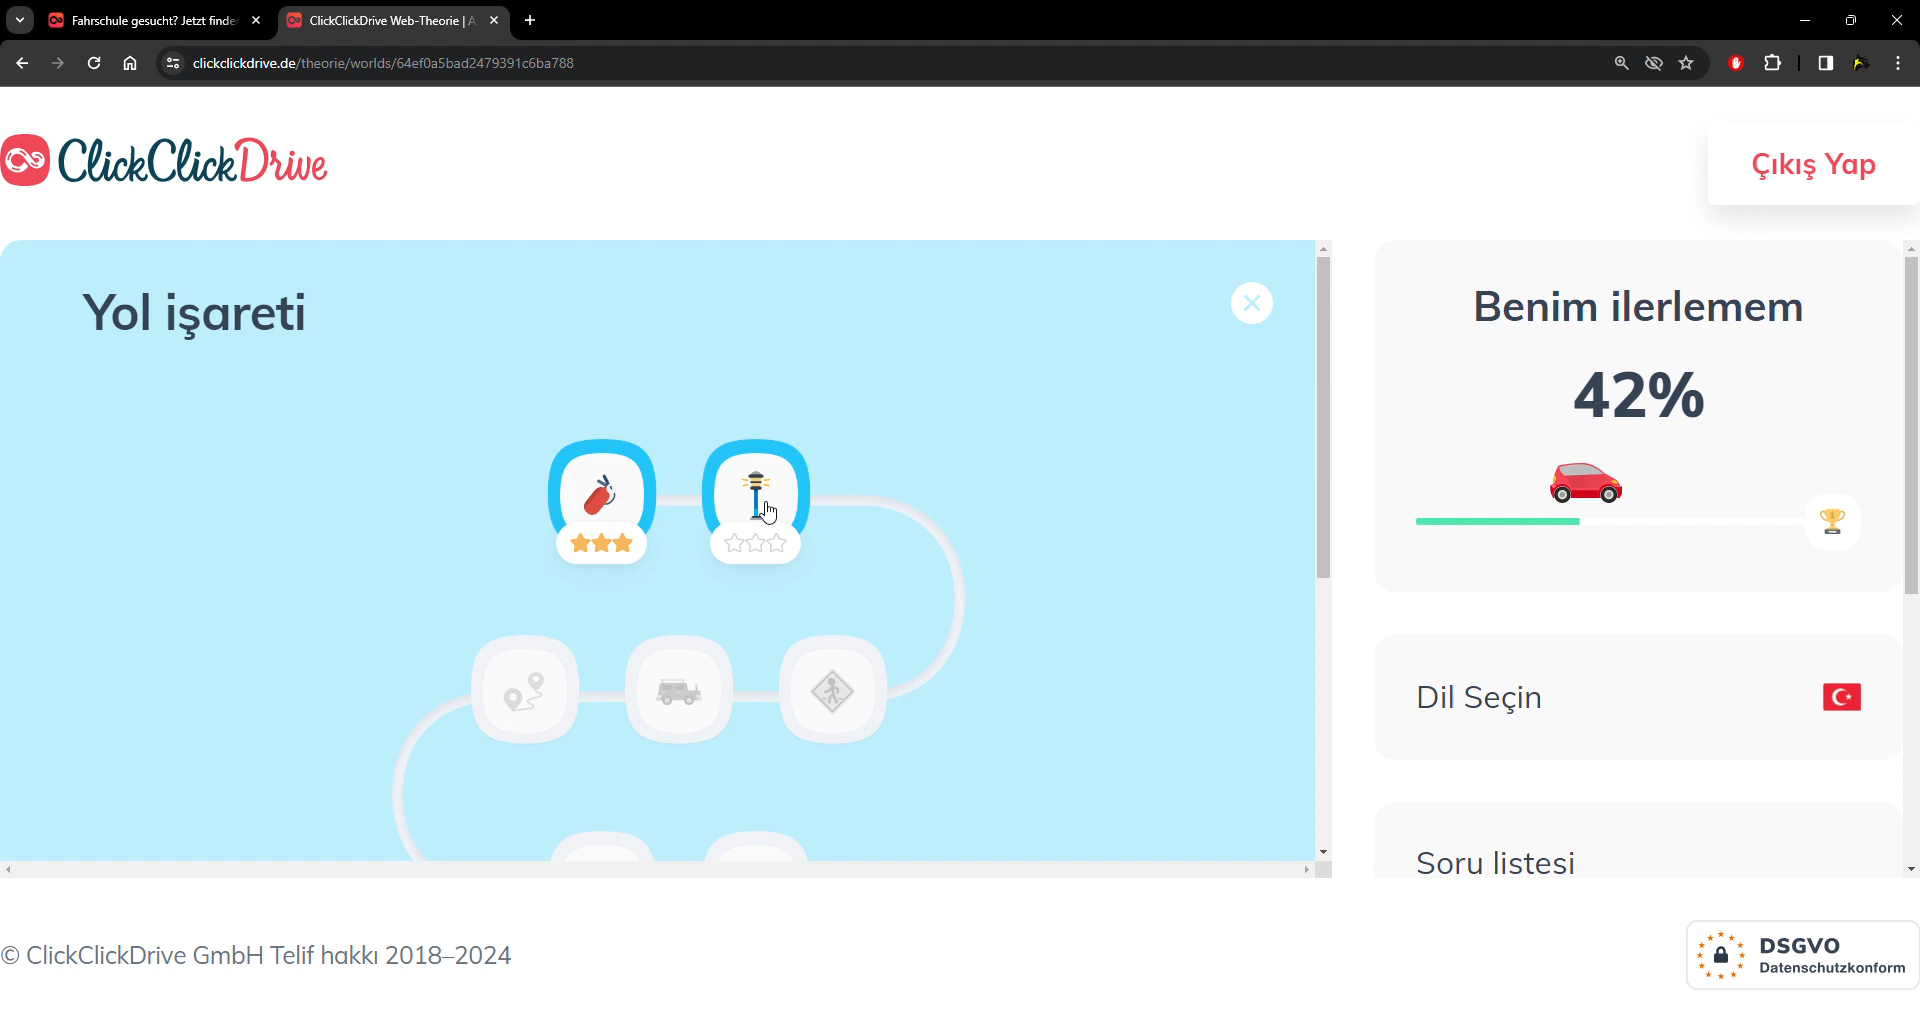 Fahrschule gesucht? Jetzt finde
ClickClickDrive Web-Theorie | A
clickclickdrive.de/theorie/worlds/64ef0a5bad2479391c6ba788
ClickClickDrive
Çıkış Yap
Yol işareti
Benim ilerlemem
42%
1
Dil Seçin
Soru listesi
© ClickClickDrive GmbH Telif hakkı 2018–2024
DSGVO
Datenschutzkonform